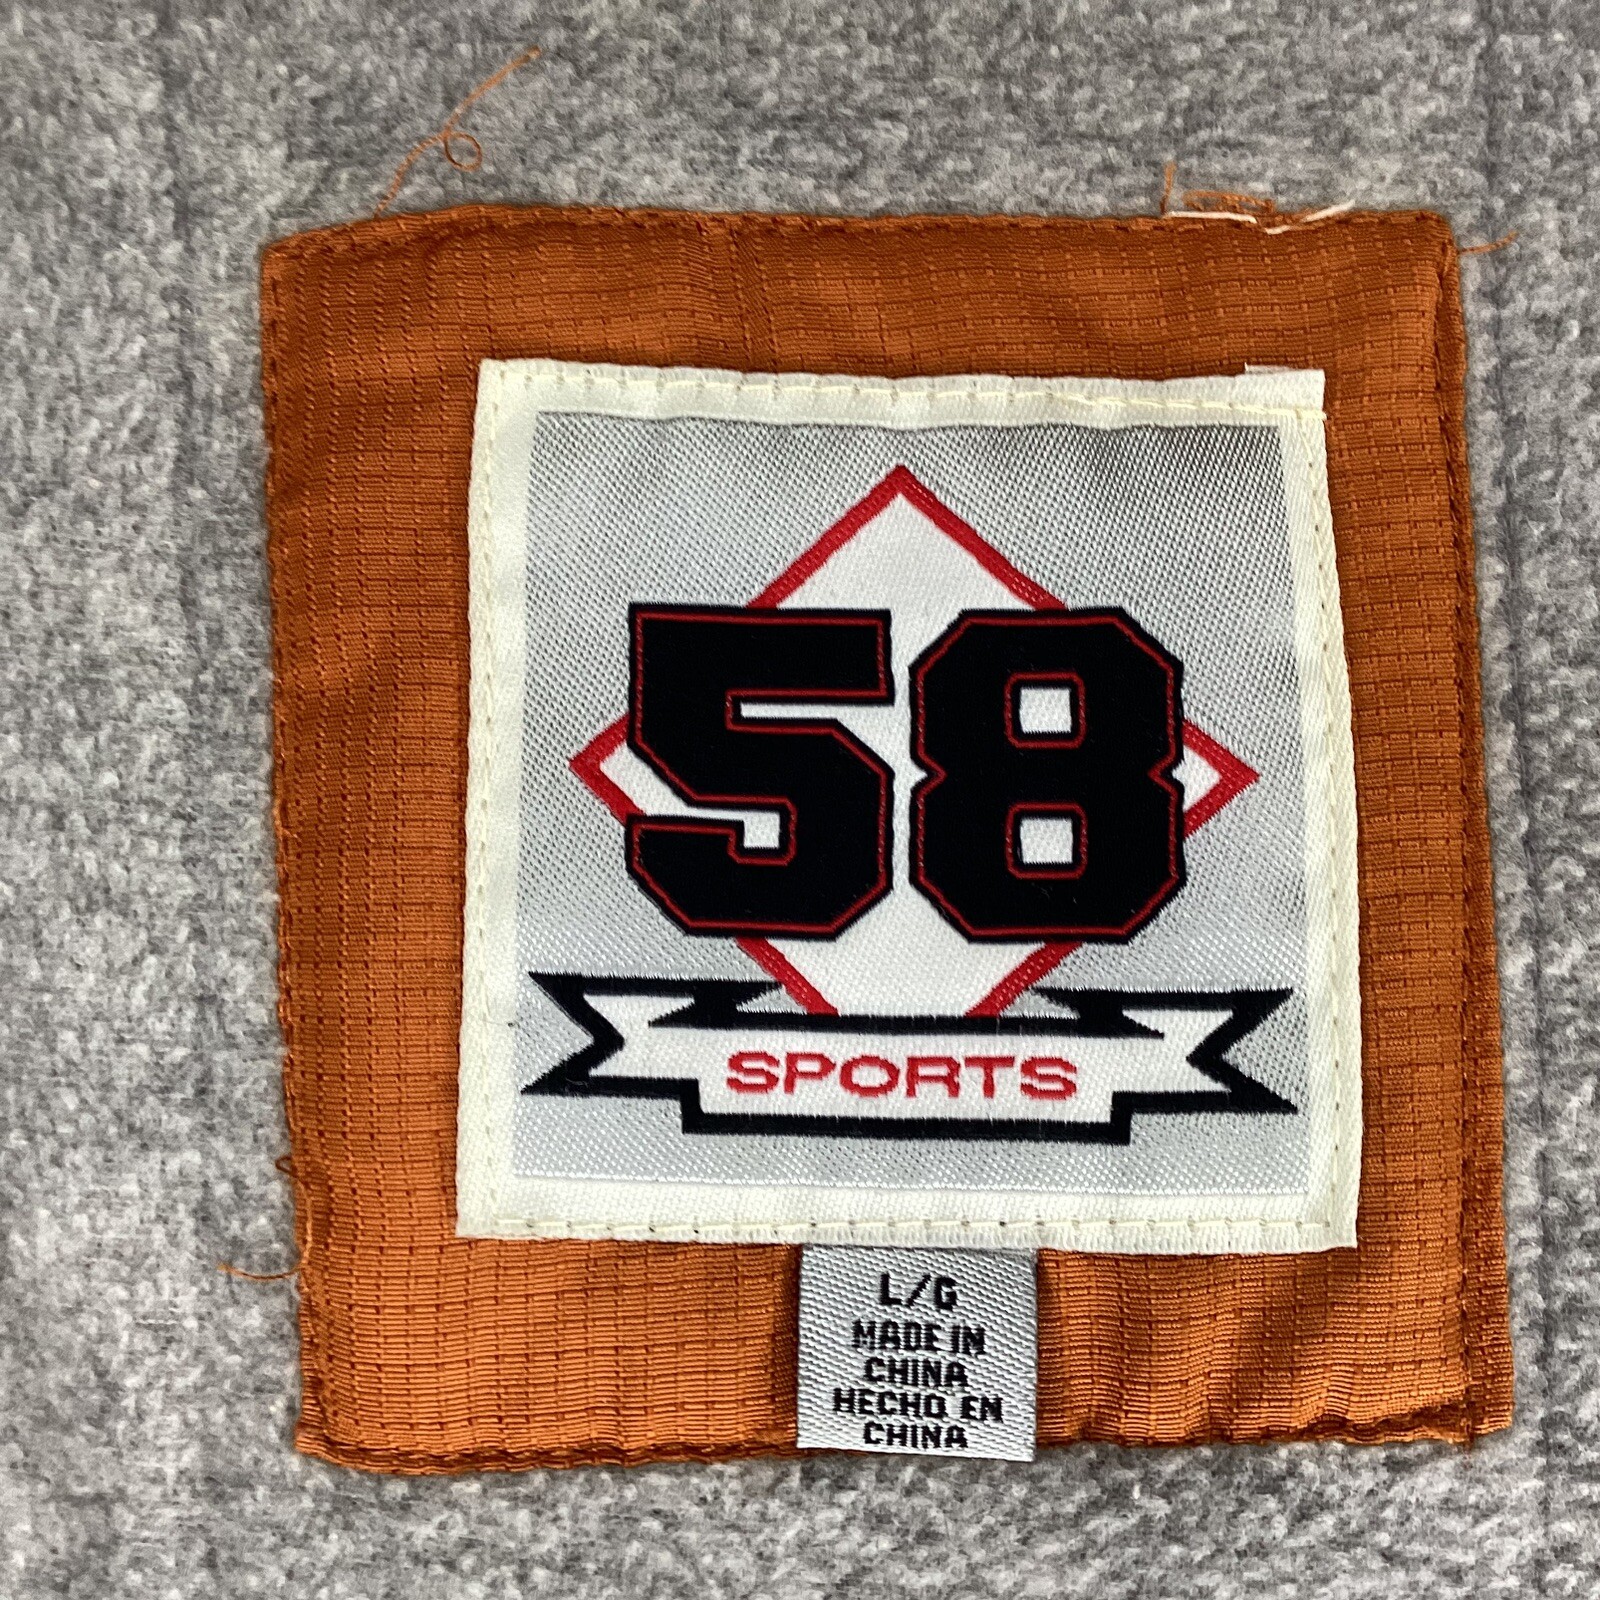 58
SPORTS
L/G
MADE IN
CHINA
HECHO EN
CHINA